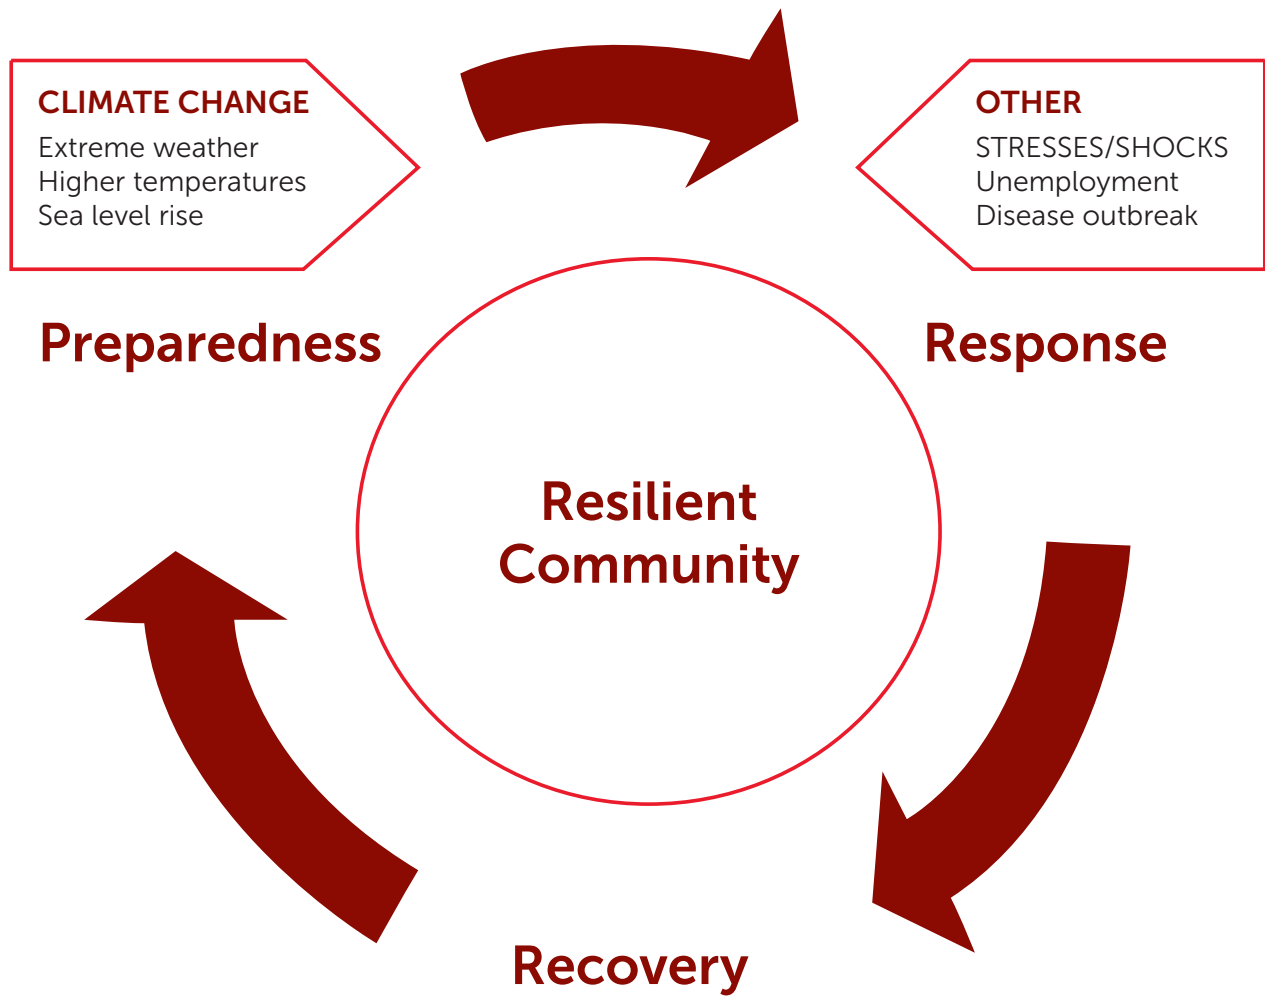 CLIMATE CHANGE
Extreme weather
Higher temperatures
Sea level rise
OTHER
STRESSES/SHOCKS
Unemployment
Disease outbreak
Preparedness
Response
Resilient
Community
Recovery